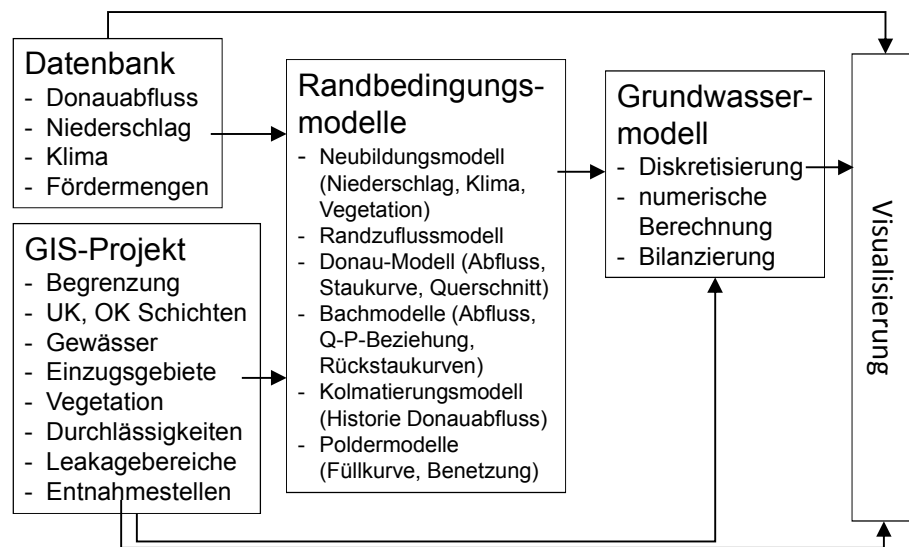 Datenbank
- Donauabfluss
- Niederschlag
- Klima
- Fördermengen
GIS-Projekt
- Begrenzung
- UK, OK Schichten
- Gewässer
- Einzugsgebiete
- Vegetation
- Durchlässigkeiten
- Leakagebereiche
- Entnahmestellen
Randbedingungs-
modelle
- Neubildungsmodell
(Niederschlag, Klima,
Vegetation)
- Randzuflussmodell
- Donau-Modell (Abfluss,
Staukurve, Querschnitt)
- Bachmodelle (Abfluss,
Q-P-Beziehung,
Rückstaukurven)
- Kolmatierungsmodell
(Historie Donauabfluss)
- Poldermodelle
(Füllkurve, Benetzung)
Grundwasser-
modell
- Diskretisierung
- numerische
Berechnung
- Bilanzierung
Visualisierung